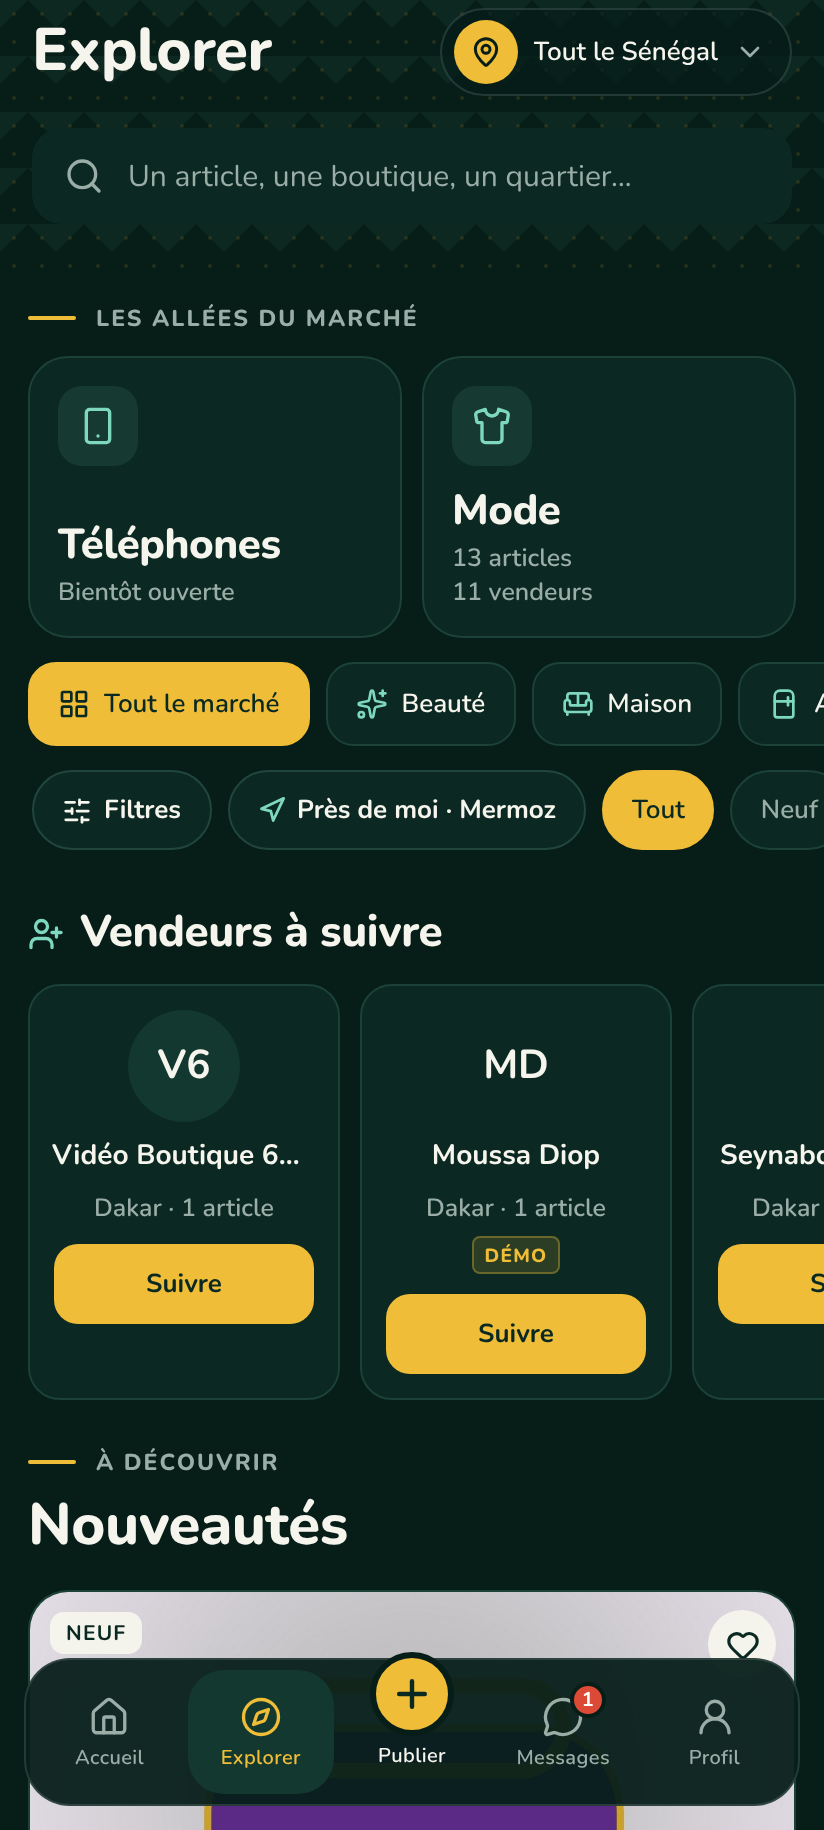 Explorer
Tout le Sénégal
Un article, une boutique, un quartier...
LES ALLÉES DU MARCHÉ
Téléphones
Bientôt ouverte
Mode
13 articles
11 vendeurs
Tout le marché
Beauté
Maison
A
Filtres
Près de moi · Mermoz
Tout
Neuf
Vendeurs à suivre
V6
Vidéo Boutique 6...
Dakar · 1 article
Suivre
MD
Moussa Diop
Dakar · 1 article
DÉMO
Suivre
Seynabo
Dakar
S
À DÉCOUVRIR
Nouveautés
NEUF
1
Accueil
Explorer
Publier
Messages
Profil